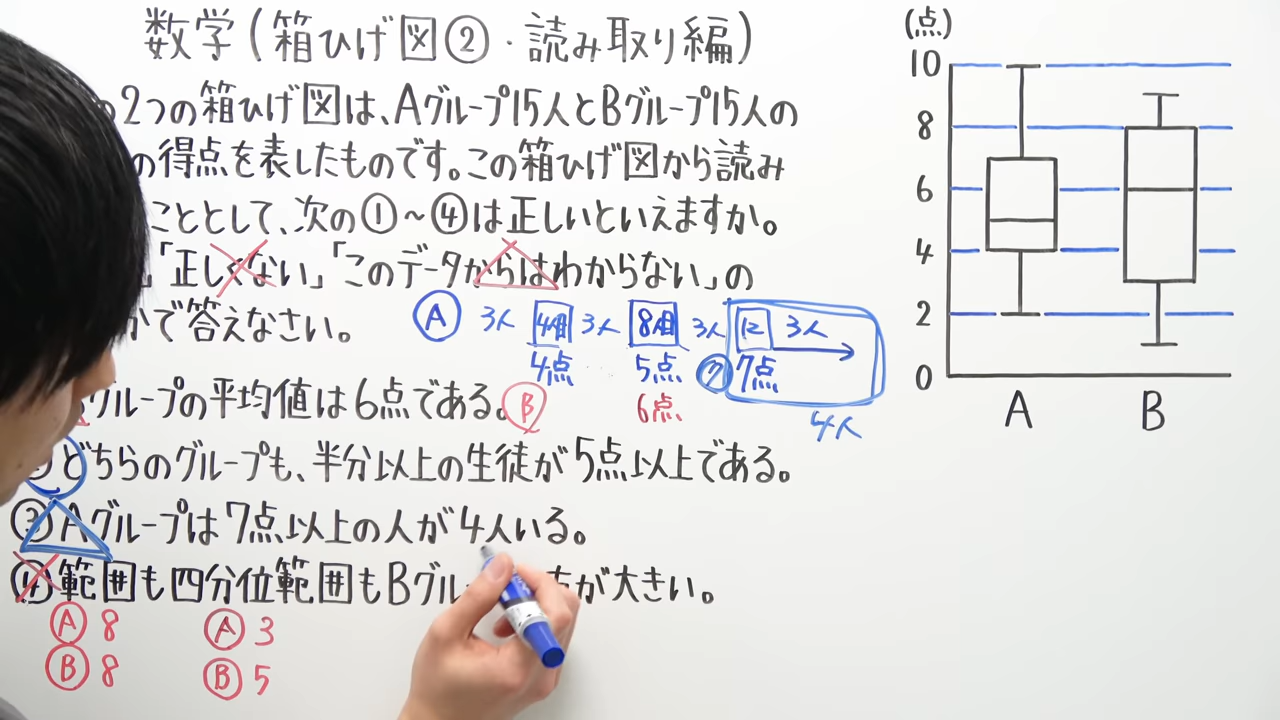 数学(箱ひげ図②・読み取り編)
2つの箱ひげ図は、Aグループ15人とBグループ15人の
の得点を表したものです。この箱ひげ図から読み
こととして、次の①〜④は正しいといえますか。
「正しくない」「このデータからはわからない」の
かで答えなさい。
グループの平均値は6点である。
どちらのグループも、半分以上の生徒が5点以上である。
③Aグループは7点以上の人が4人いる。
④範囲も四分位範囲もBグル が大きい。
A 3人 4番 3人 8番 3人 12 3人
4点 5点 7点
B 6点
4人
A 8 A 3
B 8 B 5
(点)
10
8
6
4
2
0
A B